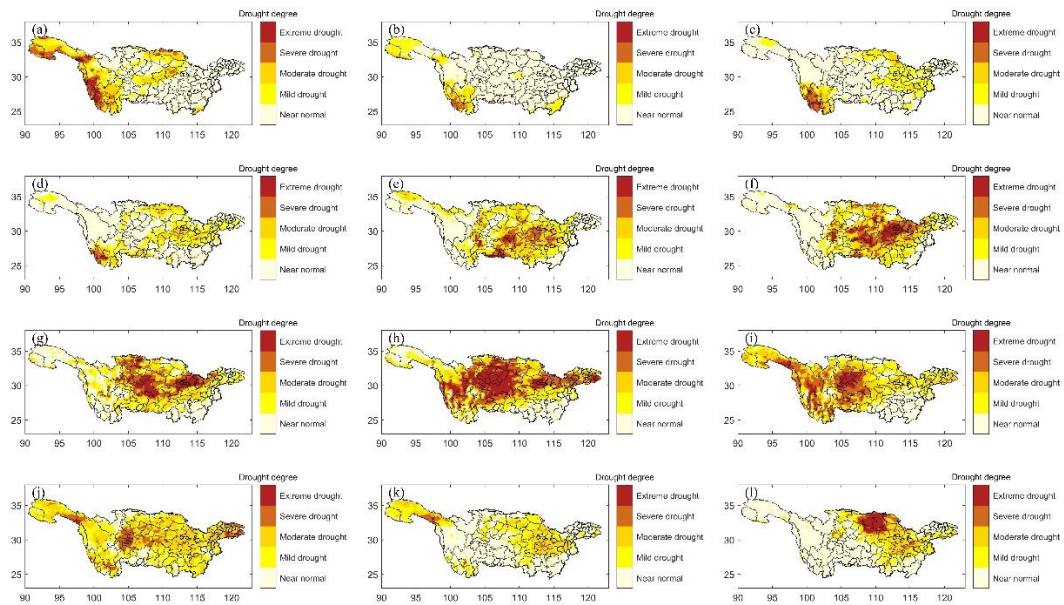 Drought degree Drought degree Drought degree
(a) Extreme drought (b) Extreme drought (c) Extreme drought
35 Severe drought 35 Severe drought 35 Severe drought
30 Moderate drought 30 Moderate drought 30 Moderate drought
Mild drought Mild drought Mild drought
25 Near normal 25 Near normal 25 Near normal
90 95 100 105 110 115 120 90 95 100 105 110 115 120 90 95 100 105 110 115 120
Drought degree Drought degree Drought degree
(d) Extreme drought (e) Extreme drought (f) Extreme drought
35 Severe drought 35 Severe drought 35 Severe drought
30 Moderate drought 30 Moderate drought 30 Moderate drought
Mild drought Mild drought Mild drought
25 Near normal 25 Near normal 25 Near normal
90 95 100 105 110 115 120 90 95 100 105 110 115 120 90 95 100 105 110 115 120
Drought degree Drought degree Drought degree
(g) Extreme drought (h) Extreme drought (i) Extreme drought
35 Severe drought 35 Severe drought 35 Severe drought
30 Moderate drought 30 Moderate drought 30 Moderate drought
Mild drought Mild drought Mild drought
25 Near normal 25 Near normal 25 Near normal
90 95 100 105 110 115 120 90 95 100 105 110 115 120 90 95 100 105 110 115 120
Drought degree Drought degree Drought degree
(j) Extreme drought (k) Extreme drought (l) Extreme drought
35 Severe drought 35 Severe drought 35 Severe drought
30 Moderate drought 30 Moderate drought 30 Moderate drought
Mild drought Mild drought Mild drought
25 Near normal 25 Near normal 25 Near normal
90 95 100 105 110 115 120 90 95 100 105 110 115 120 90 95 100 105 110 115 120